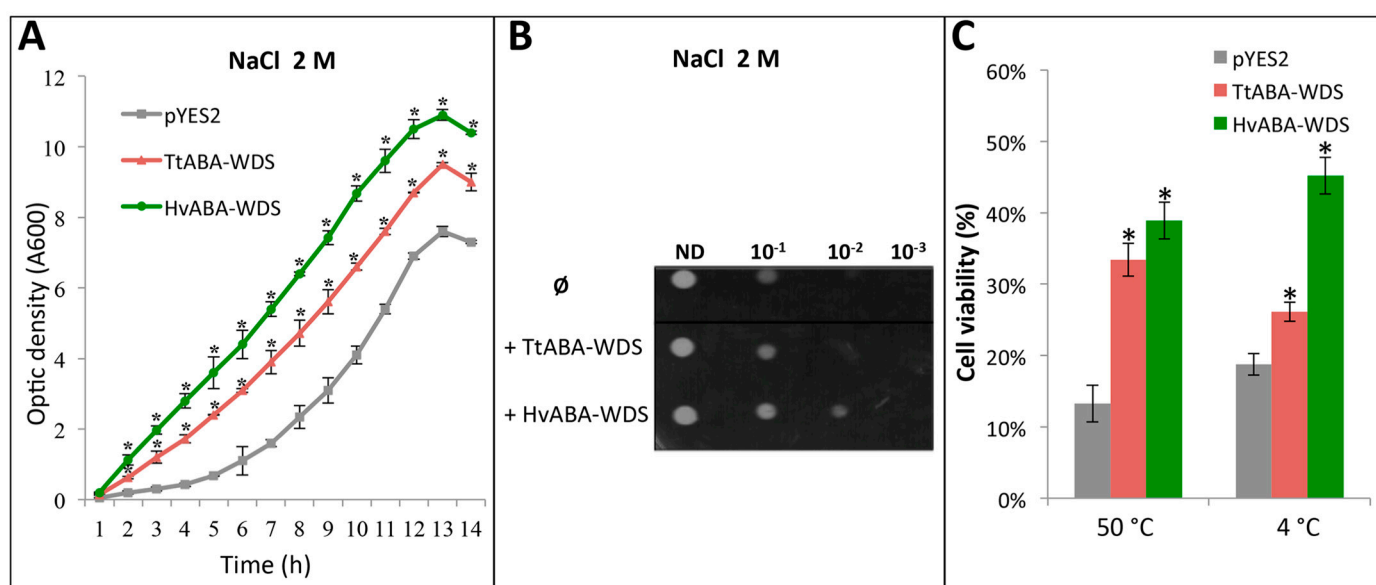 A
NaCl 2 M
12
10
8
6
4
2
0
Optic density (A600)
pYES2
TtABA-WDS
HvABA-WDS
* * * * * * * * * * * * *
* * * * * * * * * * * * *
1 2 3 4 5 6 7 8 9 10 11 12 13 14
Time (h)
B
NaCl 2 M
ND 10⁻¹ 10⁻² 10⁻³
ø
+ TtABA-WDS
+ HvABA-WDS
C
pYES2
TtABA-WDS
HvABA-WDS
60%
50%
40%
30%
20%
10%
0%
Cell viability (%)
* * * *
50 °C 4 °C